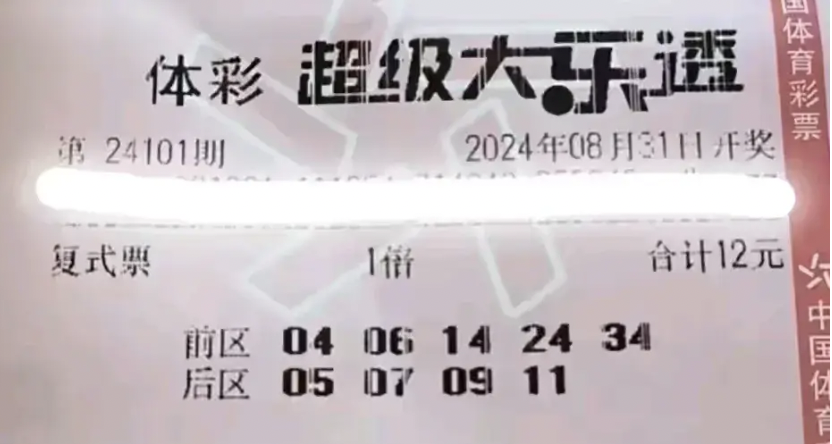 体彩 超级大乐透
第 24101期 2024年08月31日开奖
复式票 1倍 合计12元
前区 04 06 14 24 34
后区 05 07 09 11
国体育彩票
中国体育